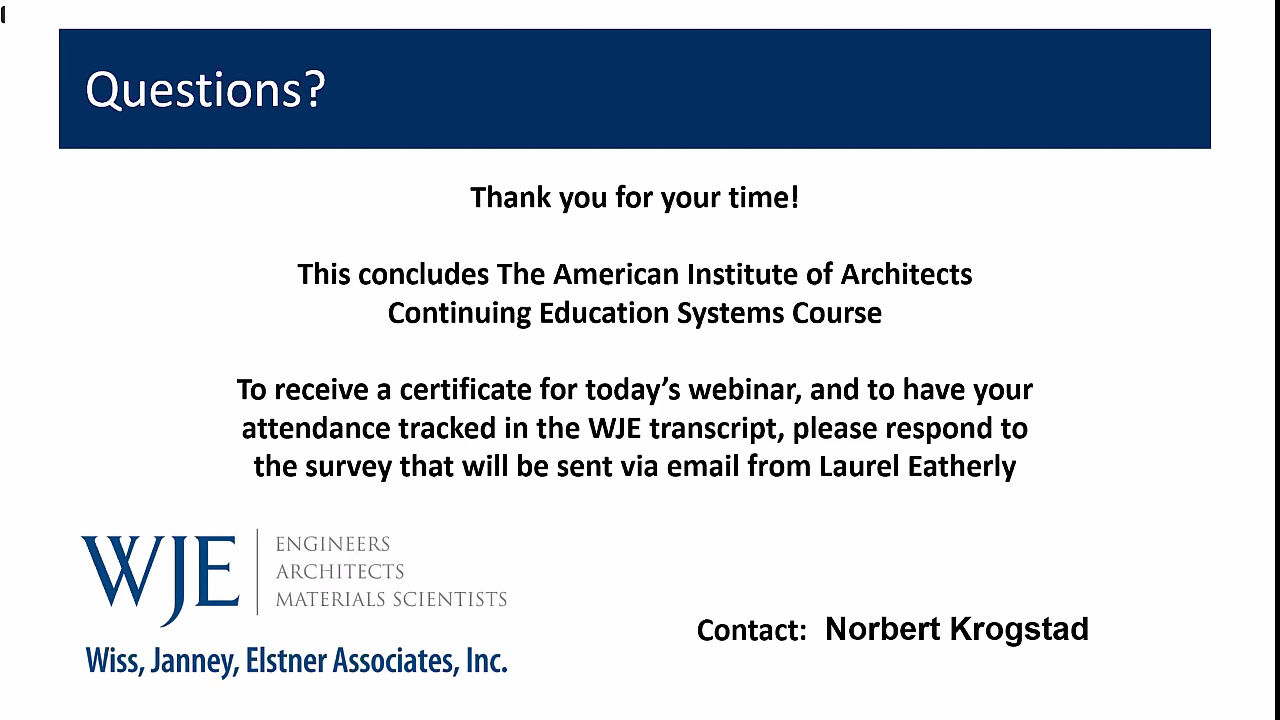 Questions?
Thank you for your time!
This concludes The American Institute of Architects
Continuing Education Systems Course
To receive a certificate for today’s webinar, and to have your
attendance tracked in the WJE transcript, please respond to
the survey that will be sent via email from Laurel Eatherly
WJE
ENGINEERS
ARCHITECTS
MATERIALS SCIENTISTS
Wiss, Janney, Elstner Associates, Inc.
Contact: Norbert Krogstad